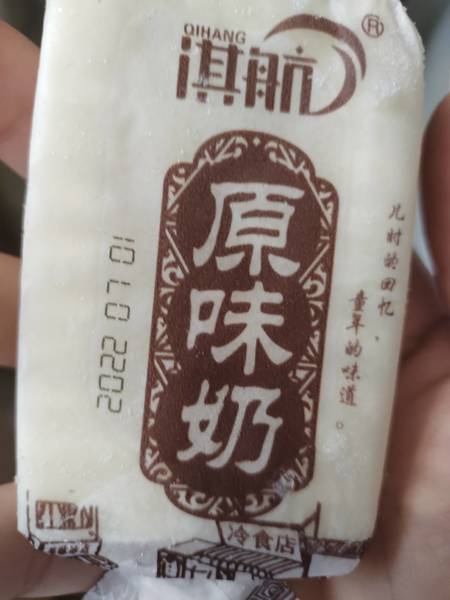 QIHANG
淇航®
原味奶
儿时的回忆、
童年的味道。
2022 07 01
冷食店